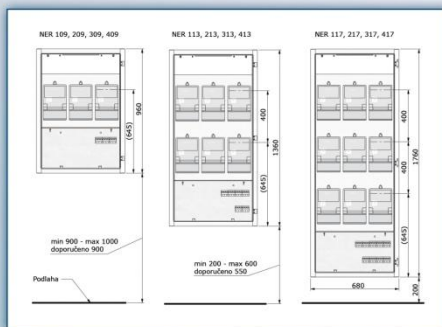 NER 109, 209, 309, 409
NER 113, 213, 313, 413
NER 117, 217, 317, 417
960
(645)
400
1360
(645)
400
1760
400
(645)
min 900 - max 1000
doporučeno 900
min 200 - max 600
doporučeno 550
680
200
Podlaha